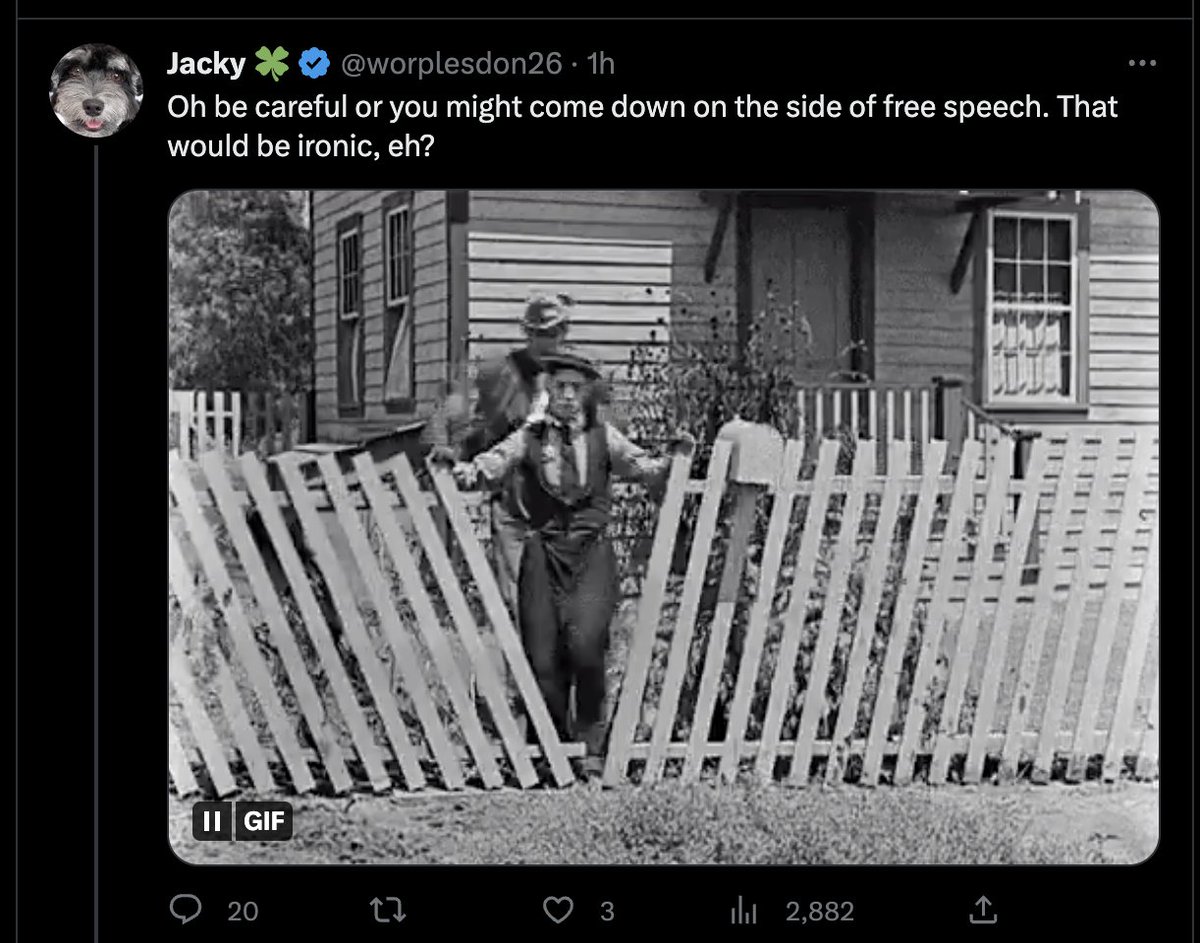 Jacky 🍀 @worplesdon26 · 1h
Oh be careful or you might come down on the side of free speech. That
would be ironic, eh?
GIF
20 3 2,882